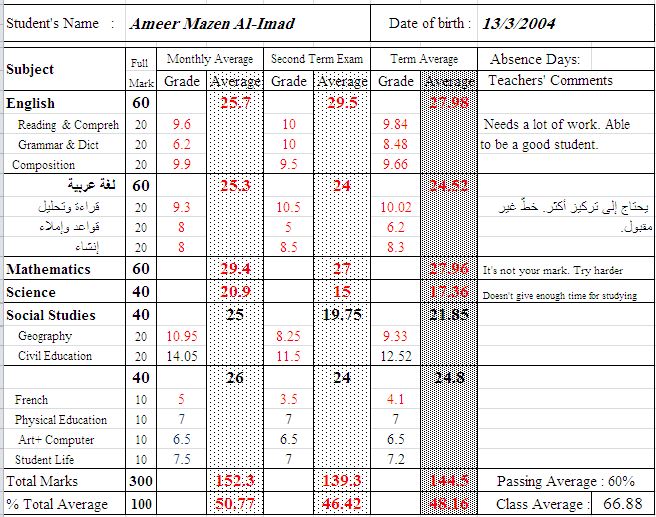 Student's Name : Ameer Mazen Al-Imad Date of birth : 13/3/2004
Subject Full Mark Monthly Average Second Term Exam Term Average Absence Days:
Grade Average Grade Average Grade Average Teachers' Comments
English 60 25.7 29.5 27.98
Reading & Compreh 20 9.6 10 9.84 Needs a lot of work. Able
Grammar & Dict 20 6.2 10 8.48 to be a good student.
Composition 20 9.9 9.5 9.66
لغة عربية 60 25.3 24 24.52
قراءة وتحليل 20 9.3 10.5 10.02 يحتاج إلى تركيز أكثر. خطّ غير
قواعد وإملاء 20 8 5 6.2 مقبول.
إنشاء 20 8 8.5 8.3
Mathematics 60 29.4 27 27.96 It's not your mark. Try harder
Science 40 20.9 15 17.36 Doesn't give enough time for studying
Social Studies 40 25 19.75 21.85
Geography 20 10.95 8.25 9.33
Civil Education 20 14.05 11.5 12.52
40 26 24 24.8
French 10 5 3.5 4.1
Physical Education 10 7 7 7
Art+ Computer 10 6.5 6.5 6.5
Student Life 10 7.5 7 7.2
Total Marks 300 152.3 139.3 144.5 Passing Average : 60%
% Total Average 100 50.77 46.42 48.16 Class Average : 66.88